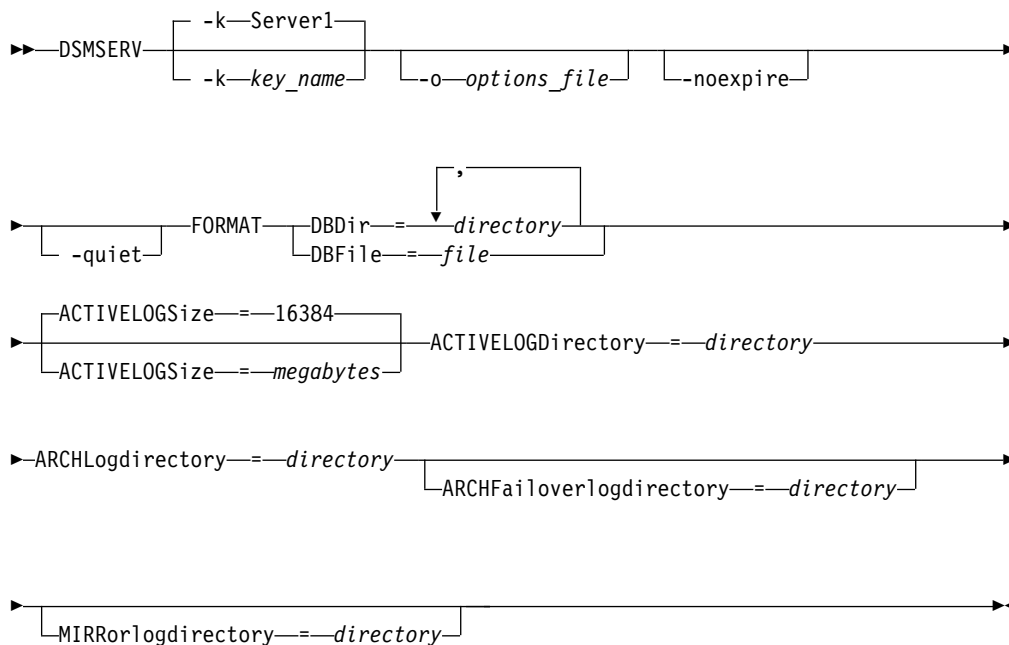 -k Server1
DSMSERV
-k key_name
-o options_file
-noexpire
,
-quiet
FORMAT
DBDir = directory
DBFile = file
ACTIVELOGSize = 16384
ACTIVELOGSize = megabytes
ACTIVELOGDirectory = directory
ARCHLogdirectory = directory
ARCHFailoverlogdirectory = directory
MIRRorlogdirectory = directory